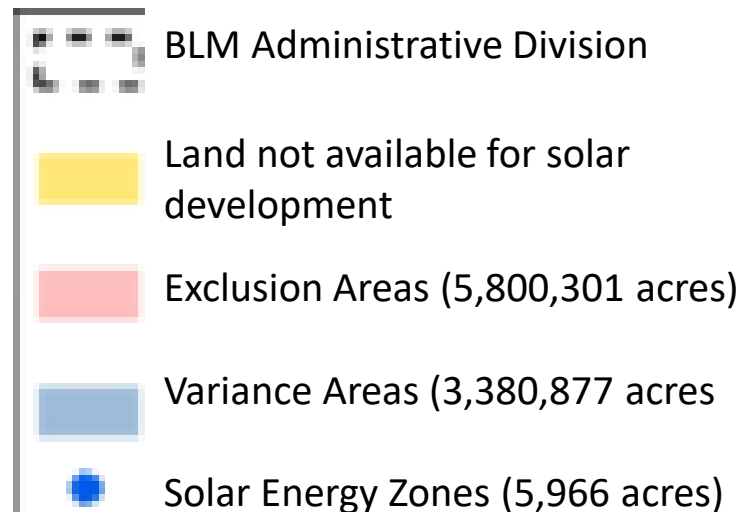 BLM Administrative Division
Land not available for solar
development
Exclusion Areas (5,800,301 acres)
Variance Areas (3,380,877 acres
Solar Energy Zones (5,966 acres)